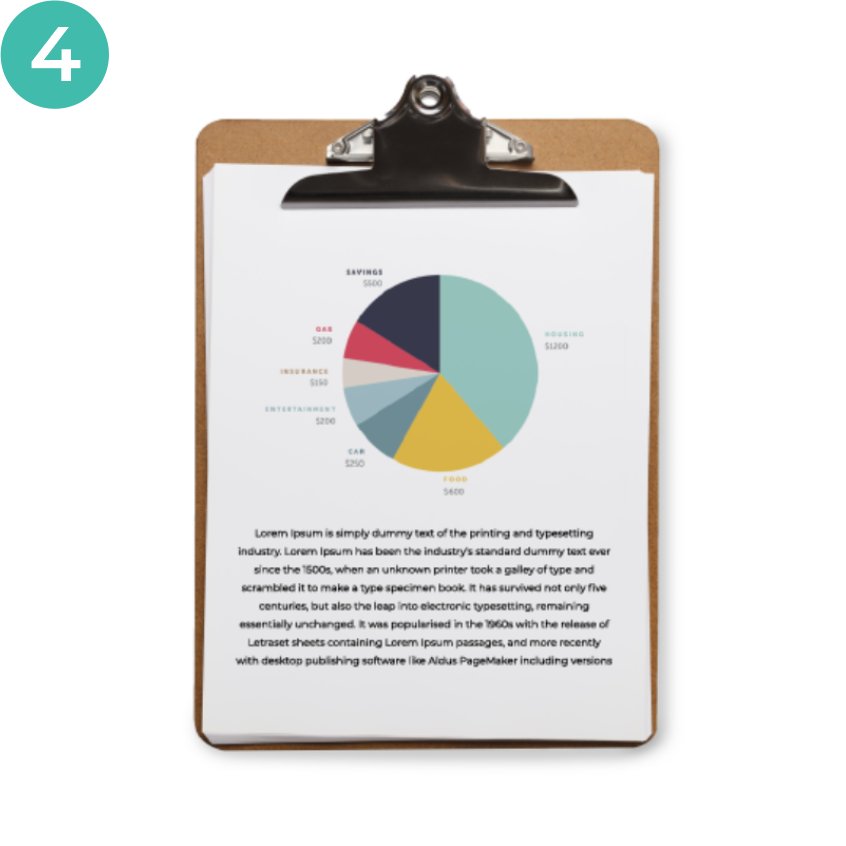 4
SAVINGS
$500
GAS
$200
HOUSING
$1200
INSURANCE
$150
ENTERTAINMENT
$200
CAR
$250
FOOD
$600
Lorem Ipsum is simply dummy text of the printing and typesetting
industry. Lorem Ipsum has been the industry's standard dummy text ever
since the 1500s, when an unknown printer took a galley of type and
scrambled it to make a type specimen book. It has survived not only five
centuries, but also the leap into electronic typesetting, remaining
essentially unchanged. It was popularised in the 1960s with the release of
Letraset sheets containing Lorem Ipsum passages, and more recently
with desktop publishing software like Aldus PageMaker including versions